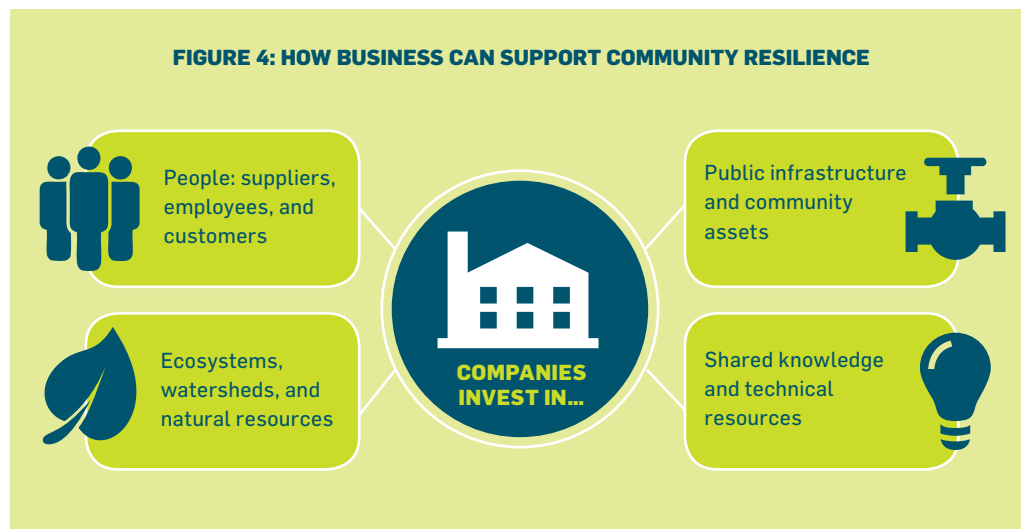 FIGURE 4: HOW BUSINESS CAN SUPPORT COMMUNITY RESILIENCE
People: suppliers,
employees, and
customers
Ecosystems,
watersheds, and
natural resources
COMPANIES
INVEST IN...
Public infrastructure
and community
assets
Shared knowledge
and technical
resources